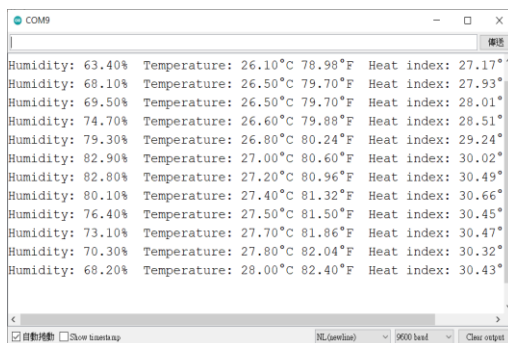 COM9
傳送
Humidity: 63.40%  Temperature: 26.10°C 78.98°F  Heat index: 27.17°
Humidity: 68.10%  Temperature: 26.50°C 79.70°F  Heat index: 27.93°
Humidity: 69.50%  Temperature: 26.50°C 79.70°F  Heat index: 28.01°
Humidity: 74.70%  Temperature: 26.60°C 79.88°F  Heat index: 28.51°
Humidity: 79.30%  Temperature: 26.80°C 80.24°F  Heat index: 29.24°
Humidity: 82.90%  Temperature: 27.00°C 80.60°F  Heat index: 30.02°
Humidity: 82.80%  Temperature: 27.20°C 80.96°F  Heat index: 30.49°
Humidity: 80.10%  Temperature: 27.40°C 81.32°F  Heat index: 30.66°
Humidity: 76.40%  Temperature: 27.50°C 81.50°F  Heat index: 30.45°
Humidity: 73.10%  Temperature: 27.70°C 81.86°F  Heat index: 30.47°
Humidity: 70.30%  Temperature: 27.80°C 82.04°F  Heat index: 30.32°
Humidity: 68.20%  Temperature: 28.00°C 82.40°F  Heat index: 30.43°
自動捲動 Show timestamp NL(newline) 9600 baud Clear output